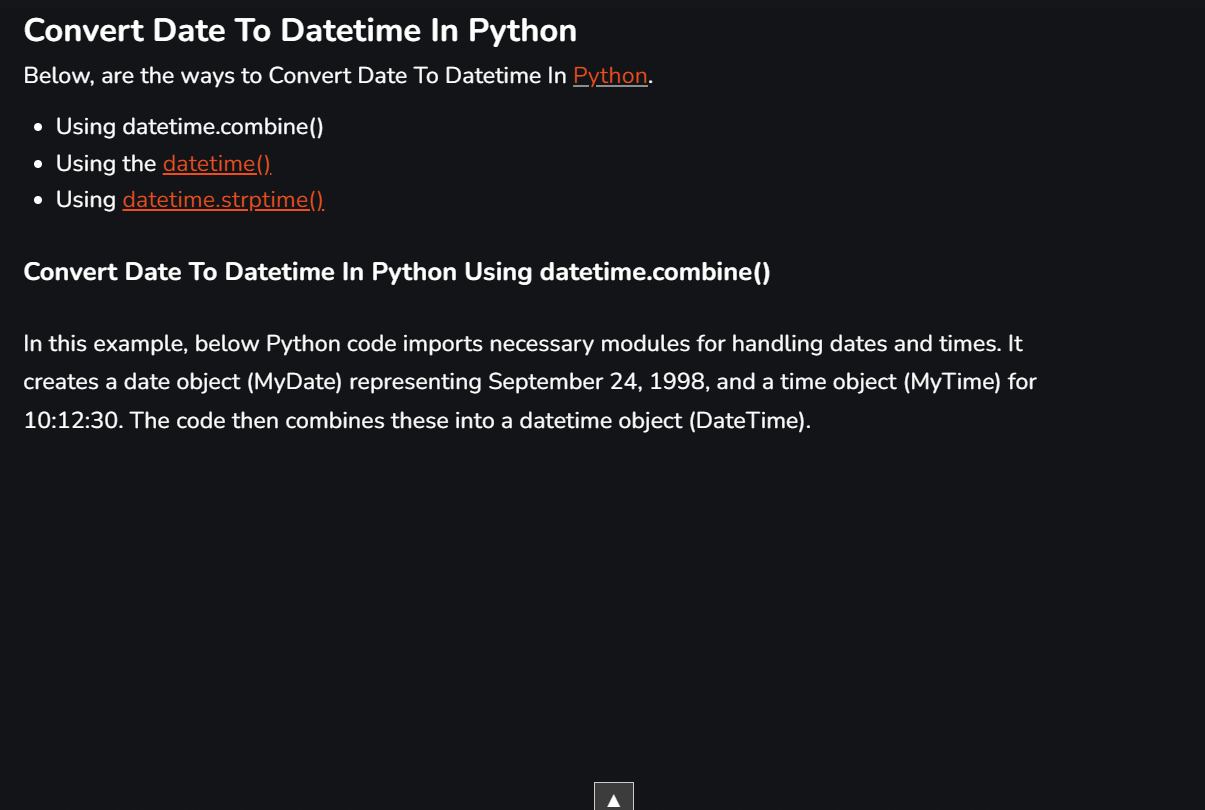 Convert Date To Datetime In Python
Below, are the ways to Convert Date To Datetime In Python.
• Using datetime.combine()
• Using the datetime()
• Using datetime.strptime()
Convert Date To Datetime In Python Using datetime.combine()
In this example, below Python code imports necessary modules for handling dates and times. It
creates a date object (MyDate) representing September 24, 1998, and a time object (MyTime) for
10:12:30. The code then combines these into a datetime object (DateTime).